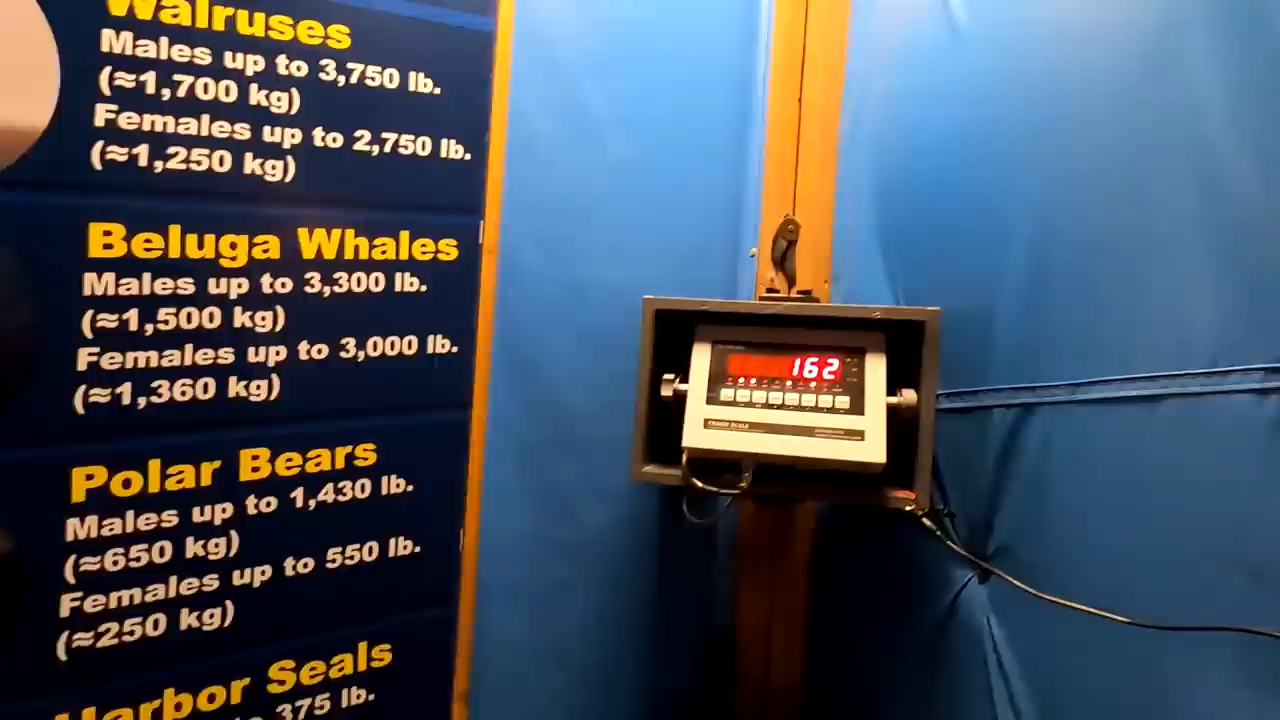 Walruses
Males up to 3,750 lb.
(≈1,700 kg)
Females up to 2,750 lb.
(≈1,250 kg)
Beluga Whales
Males up to 3,300 lb.
(≈1,500 kg)
Females up to 3,000 lb.
(≈1,360 kg)
Polar Bears
Males up to 1,430 lb.
(≈650 kg)
Females up to 550 lb.
(≈250 kg)
Harbor Seals
375 lb.
162